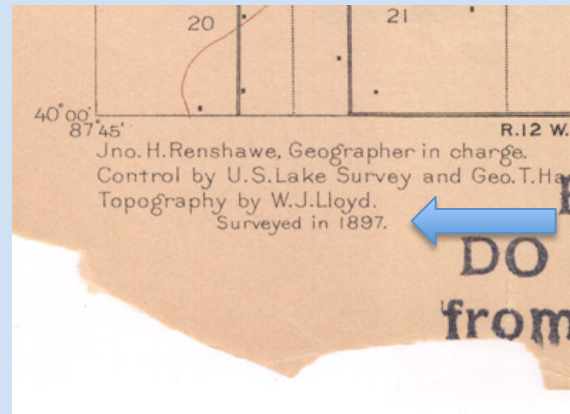 20
21
40°00'
87°45'
R.12 W.
Jno.H.Renshawe, Geographer in charge.
Control by U.S.Lake Survey and Geo.T.Ha
Topography by W.J.Lloyd.
Surveyed in 1897.
DO
from